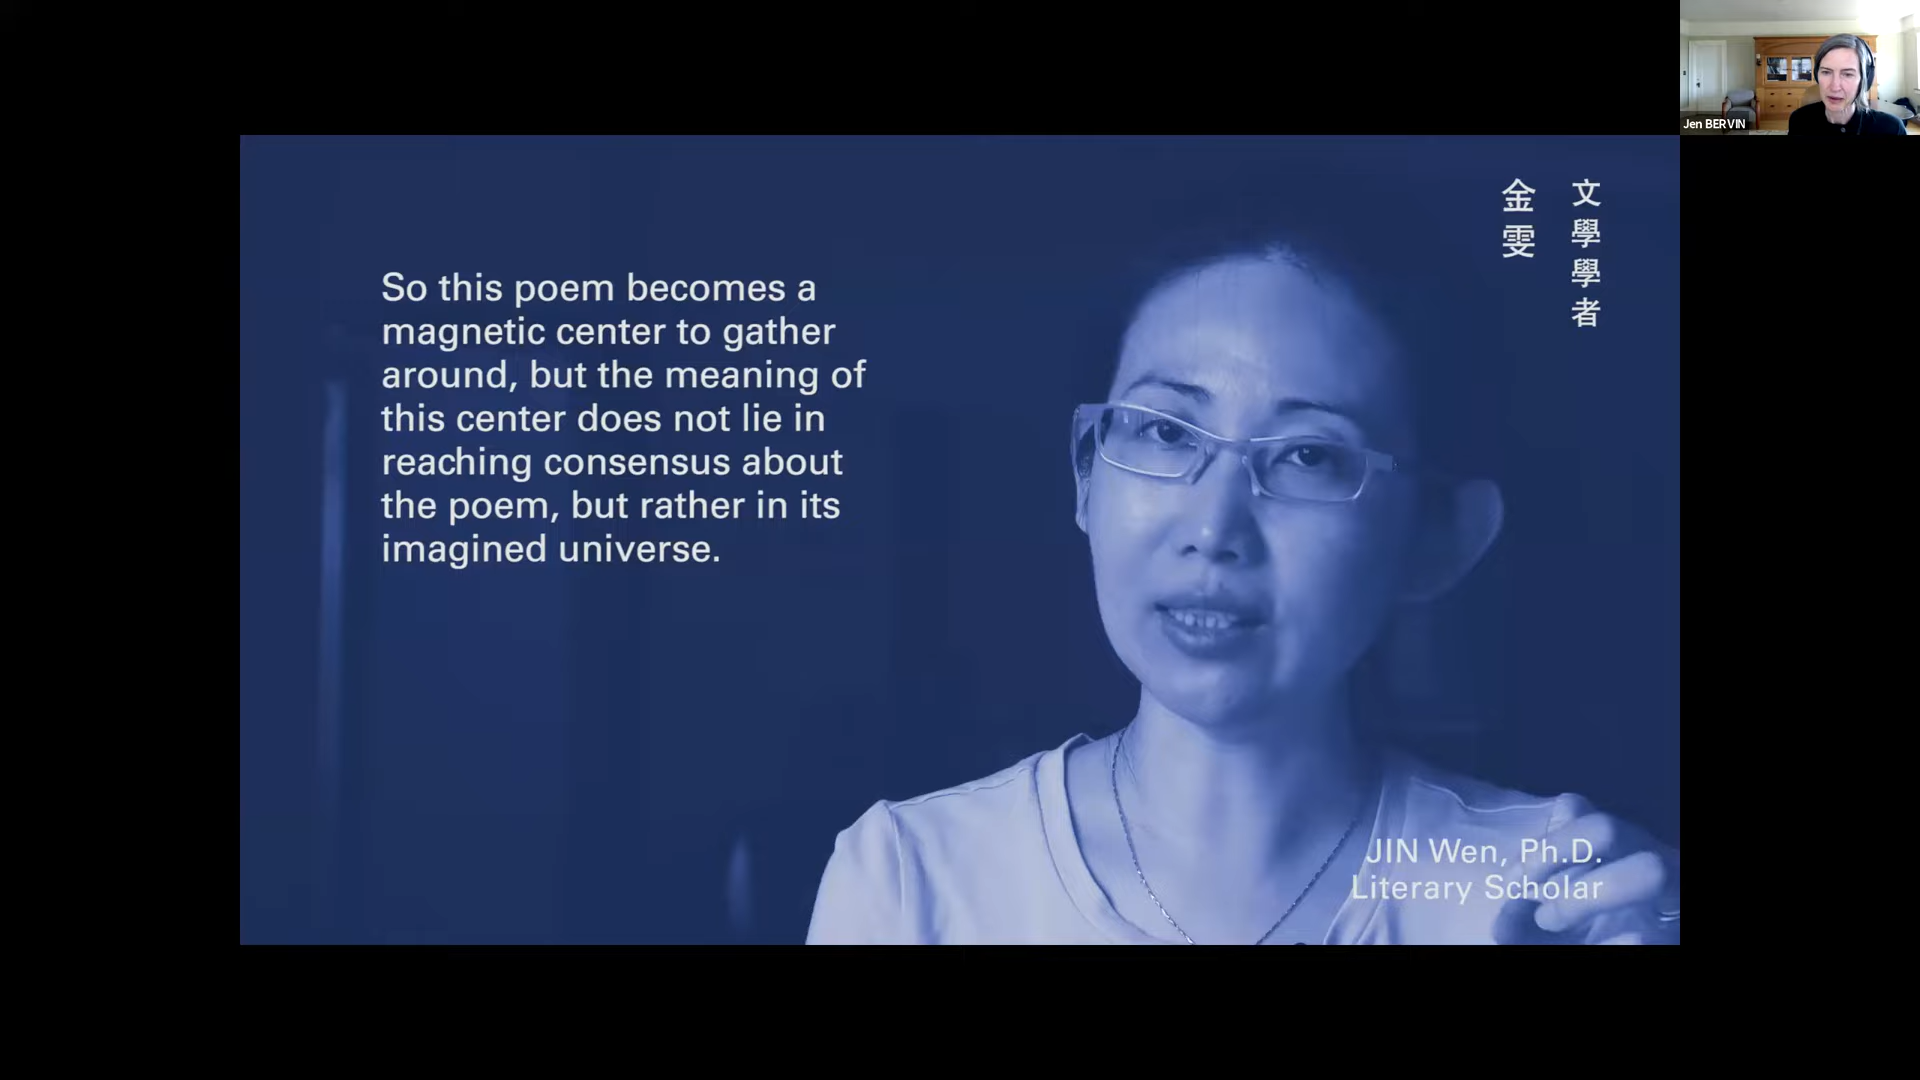 Jen BERVIN
文學學者
金雯
So this poem becomes a
magnetic center to gather
around, but the meaning of
this center does not lie in
reaching consensus about
the poem, but rather in its
imagined universe.
JIN Wen, Ph.D.
Literary Scholar